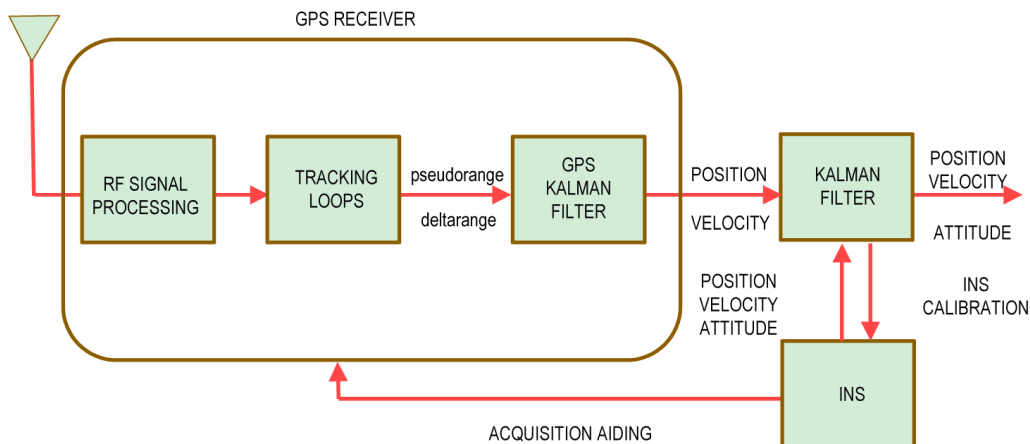 GPS RECEIVER
RF SIGNAL
PROCESSING
TRACKING
LOOPS
pseudorange
deltarange
GPS
KALMAN
FILTER
POSITION
VELOCITY
KALMAN
FILTER
POSITION
VELOCITY
ATTITUDE
POSITION
VELOCITY
ATTITUDE
INS
CALIBRATION
INS
ACQUISITION AIDING